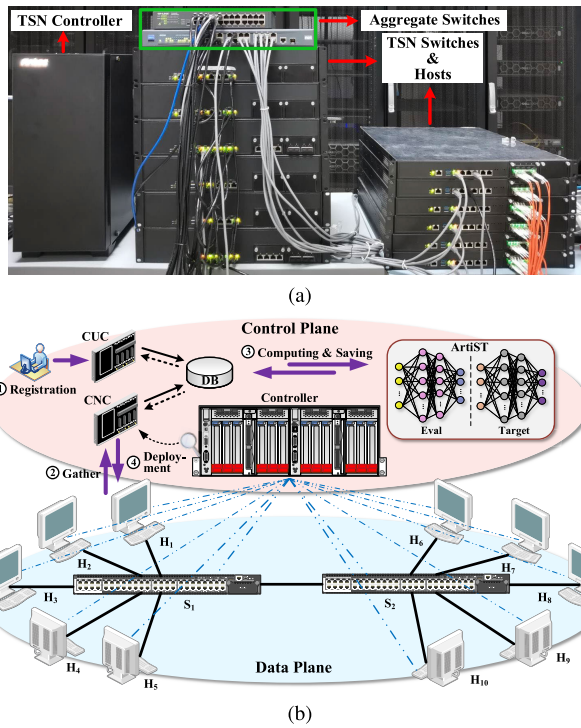 TSN Controller
Aggregate Switches
TSN Switches
&
Hosts
(a)
Control Plane
CUC
① Registration
DB
③ Computing & Saving
ArtiST
Eval
Target
CNC
Controller
④ Deploy-
ment
② Gather
H1
H2
H3
H4
H5
S1
H6
H7
H8
S2
H9
H10
Data Plane
(b)